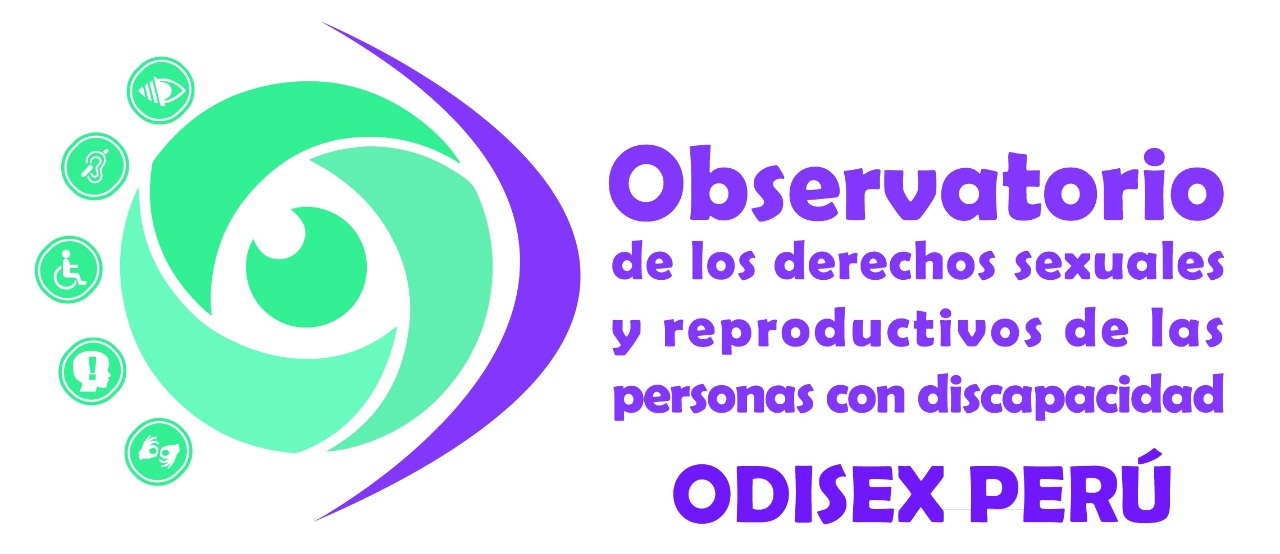 Observatorio
de los derechos sexuales
y reproductivos de las
personas con discapacidad
ODISEX PERÚ